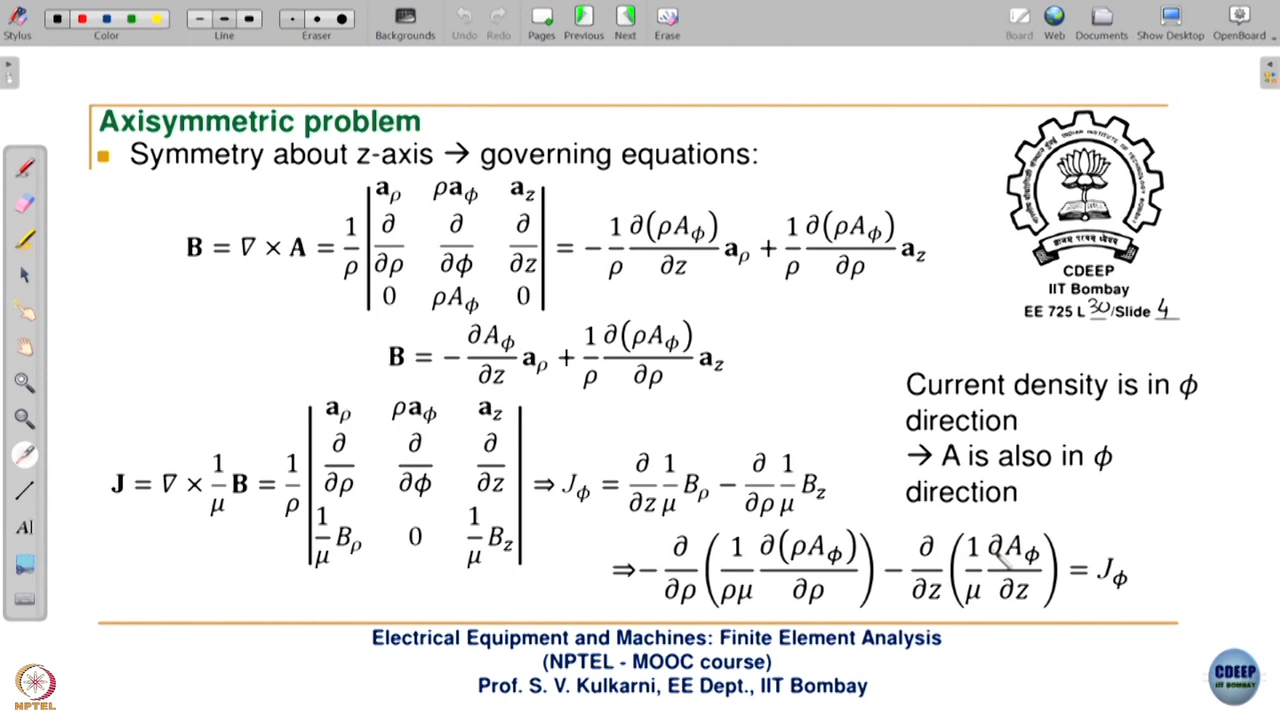 Stylus Color Line Eraser Backgrounds Undo Redo Pages Previous Next Erase Board Web Documents Show Desktop OpenBoard
Axisymmetric problem
Symmetry about z-axis → governing equations:
𝐁 = ∇ × 𝐀 = 1/ρ | 𝐚_ρ ρ𝐚_ϕ 𝐚_z ; ∂/∂ρ ∂/∂ϕ ∂/∂z ; 0 ρA_ϕ 0 | = − 1/ρ ∂(ρA_ϕ)/∂z 𝐚_ρ + 1/ρ ∂(ρA_ϕ)/∂ρ 𝐚_z
𝐁 = − ∂A_ϕ/∂z 𝐚_ρ + 1/ρ ∂(ρA_ϕ)/∂ρ 𝐚_z
𝐉 = ∇ × 1/μ 𝐁 = 1/ρ | 𝐚_ρ ρ𝐚_ϕ 𝐚_z ; ∂/∂ρ ∂/∂ϕ ∂/∂z ; 1/μ B_ρ 0 1/μ B_z | ⇒ J_ϕ = ∂/∂z 1/μ B_ρ − ∂/∂ρ 1/μ B_z
⇒ − ∂/∂ρ (1/ρμ ∂(ρA_ϕ)/∂ρ) − ∂/∂z (1/μ ∂A_ϕ/∂z) = J_ϕ
CDEEP
IIT Bombay
EE 725 L 30 /Slide 4
Current density is in ϕ
direction
→ A is also in ϕ
direction
Electrical Equipment and Machines: Finite Element Analysis
(NPTEL - MOOC course)
Prof. S. V. Kulkarni, EE Dept., IIT Bombay
NPTEL
CDEEP
IIT BOMBAY